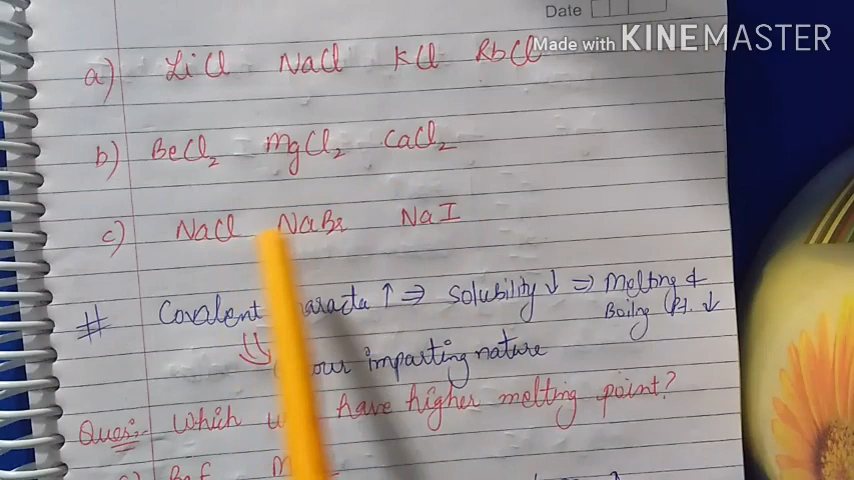 Date
Made with KINEMASTER
a) LiCl NaCl KCl RbCl
b) BeCl₂ MgCl₂ CaCl₂
c) NaCl NaBr NaI
# Covalent ↑ ⇒ Solubility ↓ ⇒ Melting &
Boiling Pt. ↓
imparting nature
Ques:- Which have higher melting point?